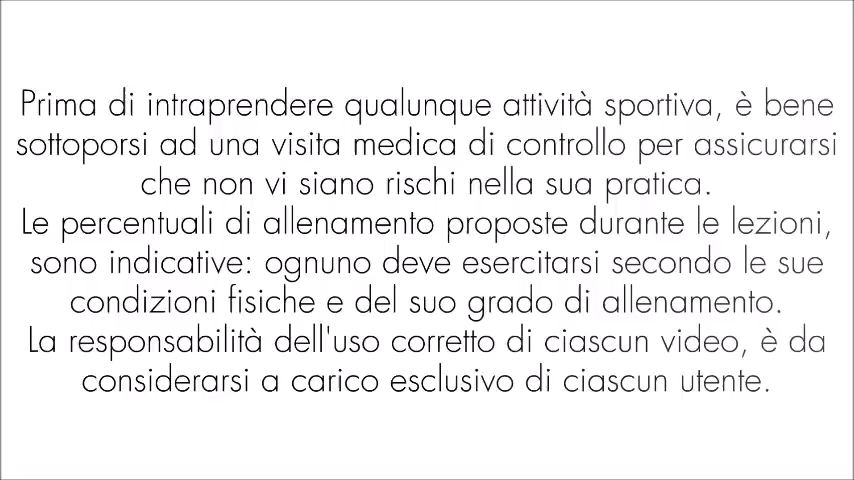 Prima di intraprendere qualunque attività sportiva, è bene
sottoporsi ad una visita medica di controllo per assicurarsi
che non vi siano rischi nella sua pratica.
Le percentuali di allenamento proposte durante le lezioni,
sono indicative: ognuno deve esercitarsi secondo le sue
condizioni fisiche e del suo grado di allenamento.
La responsabilità dell'uso corretto di ciascun video, è da
considerarsi a carico esclusivo di ciascun utente.